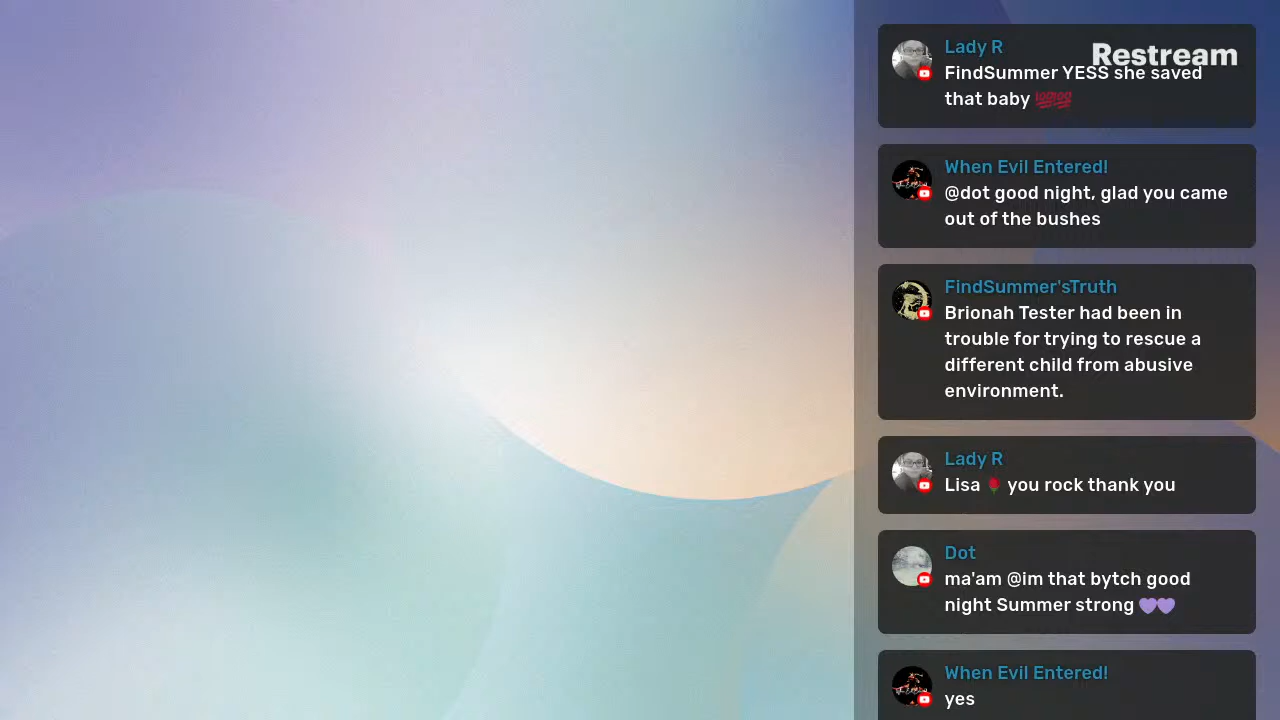 Lady R
Restream
FindSummer YESS she saved
that baby 💯💯
When Evil Entered!
@dot good night, glad you came
out of the bushes
FindSummer'sTruth
Brionah Tester had been in
trouble for trying to rescue a
different child from abusive
environment.
Lady R
Lisa 🌹 you rock thank you
Dot
ma'am @im that bytch good
night Summer strong 💜💜
When Evil Entered!
yes